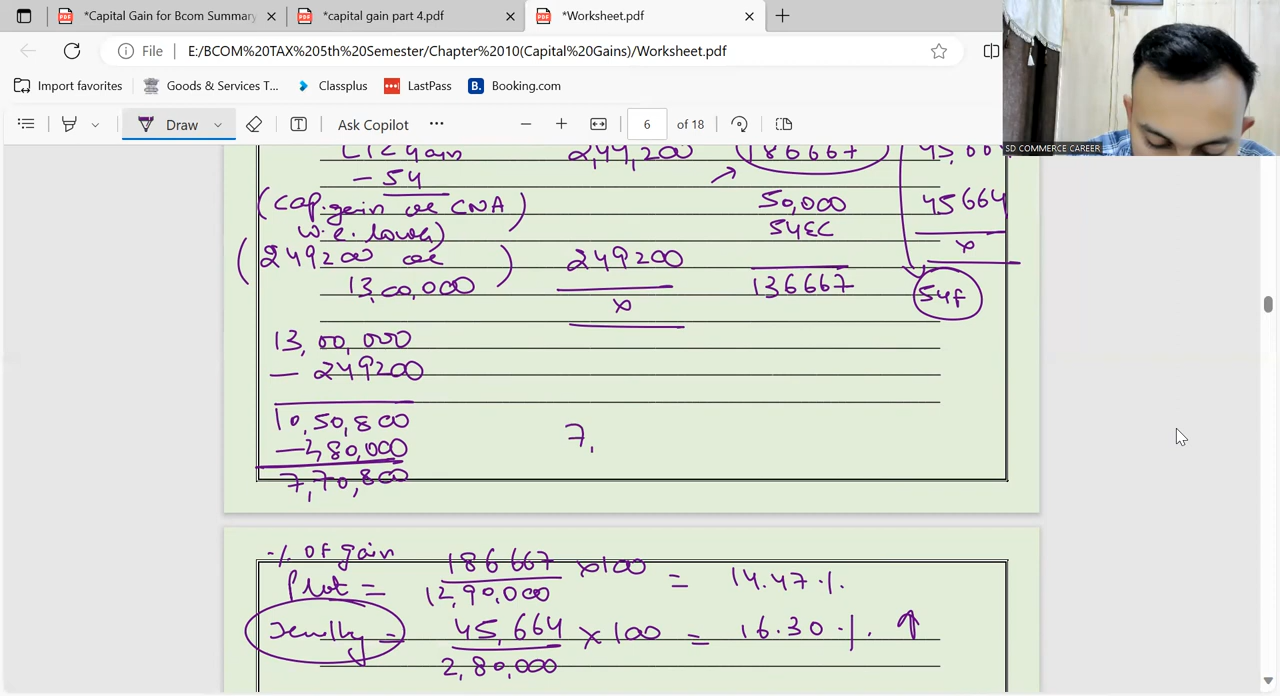 *Capital Gain for Bcom Summary
*capital gain part 4.pdf
*Worksheet.pdf
File E:/BCOM%20TAX%205th%20Semester/Chapter%2010(Capital%20Gains)/Worksheet.pdf
Import favorites Goods & Services T... Classplus LastPass Booking.com
Draw Ask Copilot 6 of 18
SD COMMERCE CAREER
2,49,200 186667
- 54
(Cap. gain or CNA) 50,000 45664
w.e. lower) 54EC x
(249200 or 249200
13,00,000) 136667 54F
x
13,00,000
- 249200
10,50,800
-2,80,000 7,
7,70,800
% of gain
Plot = 186667 x100 = 14.47%
12,90,000
= 45,664 x 100 = 16.30 %. ↑
2,80,000